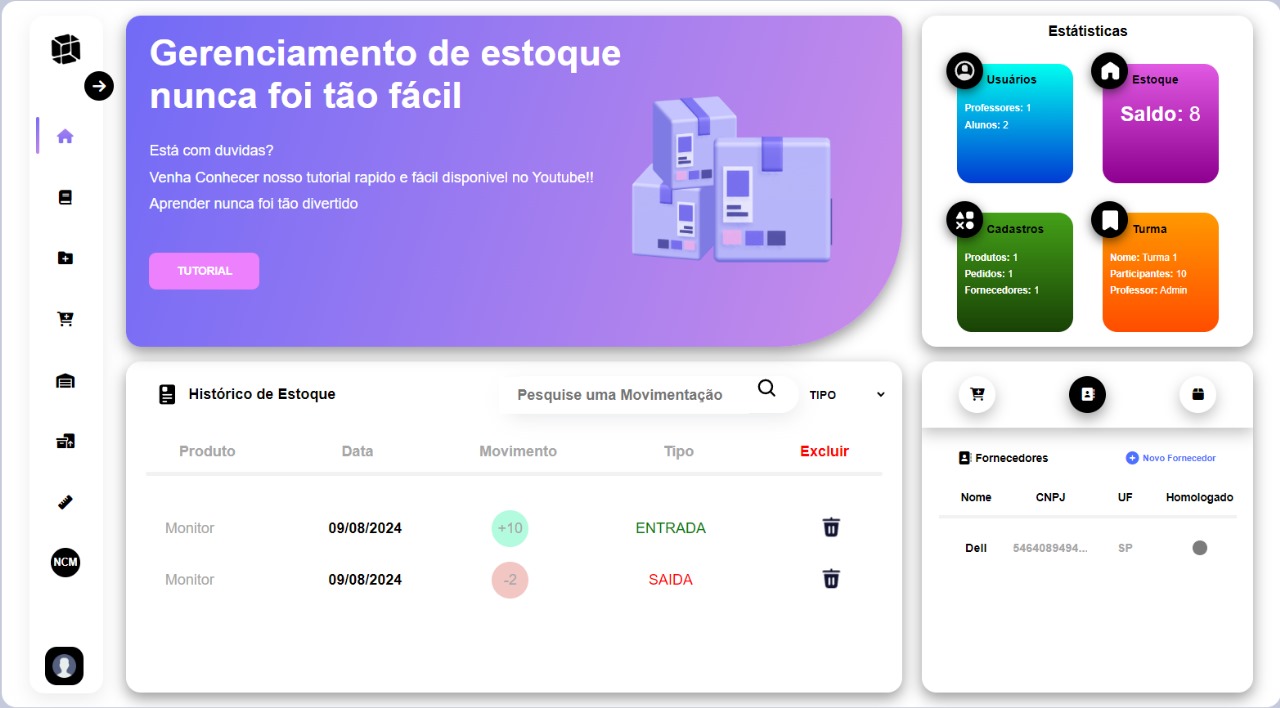 Gerenciamento de estoque
nunca foi tão fácil
Está com duvidas?
Venha Conhecer nosso tutorial rapido e fácil disponivel no Youtube!!
Aprender nunca foi tão divertido
TUTORIAL
Estátisticas
Usuários
Professores: 1
Alunos: 2
Estoque
Saldo: 8
Cadastros
Produtos: 1
Pedidos: 1
Fornecedores: 1
Turma
Nome: Turma 1
Participantes: 10
Professor: Admin
NCM
Histórico de Estoque
Pesquise uma Movimentação
TIPO
Produto Data Movimento Tipo Excluir
Monitor 09/08/2024 +10 ENTRADA
Monitor 09/08/2024 -2 SAIDA
Fornecedores
Novo Fornecedor
Nome CNPJ UF Homologado
Dell 5464089494... SP